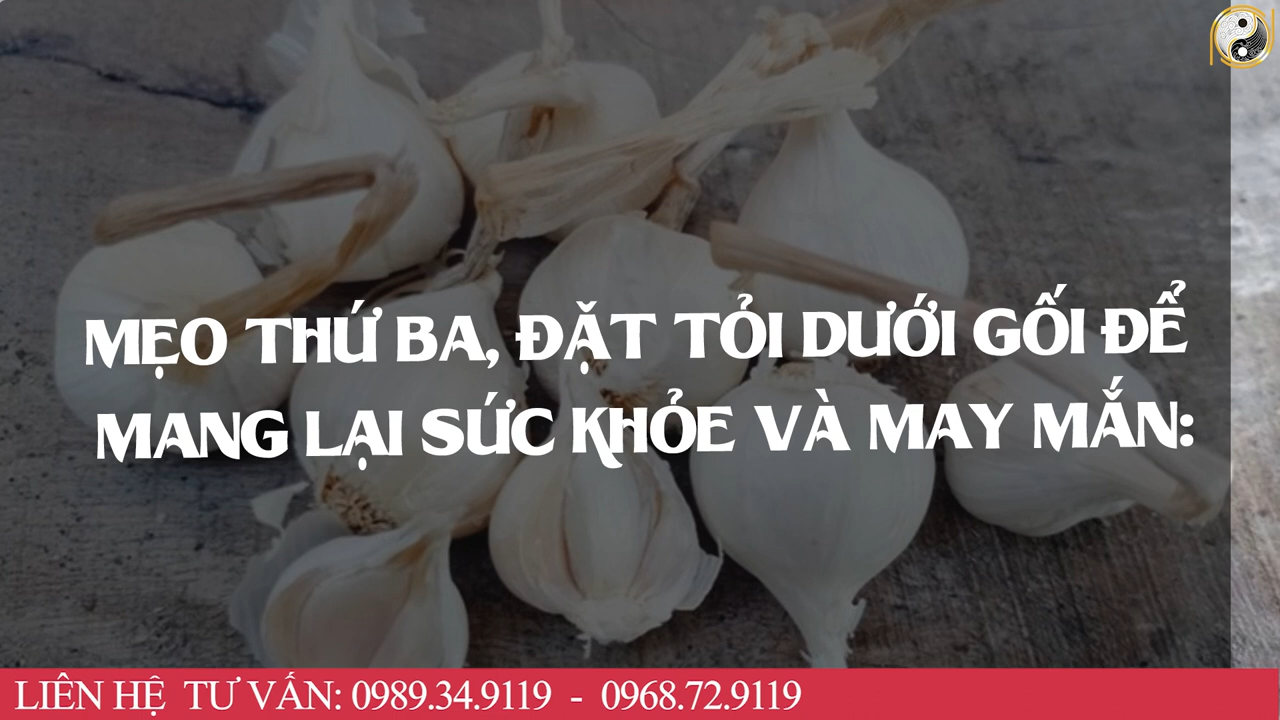 MẸO THỨ BA, ĐẶT TỎI DƯỚI GỐI ĐỂ
MANG LẠI SỨC KHỎE VÀ MAY MẮN:
LIÊN HỆ TƯ VẤN: 0989.34.9119 - 0968.72.9119